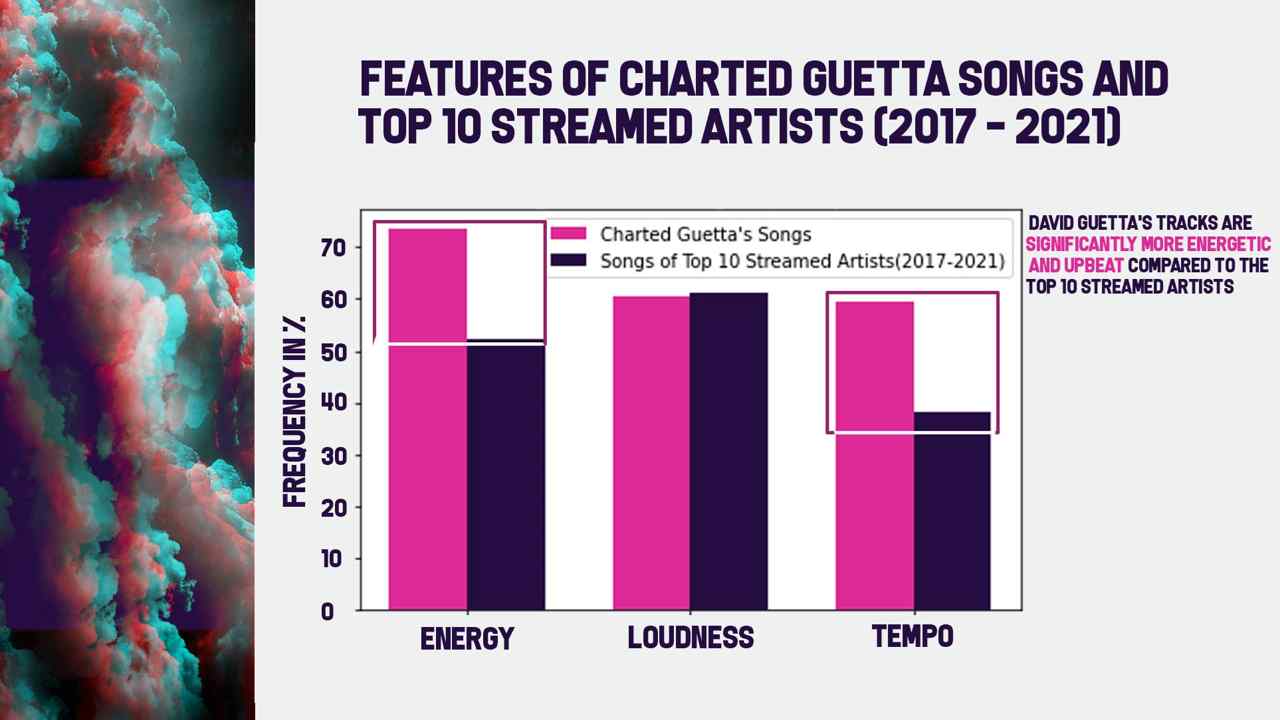 FEATURES OF CHARTED GUETTA SONGS AND
TOP 10 STREAMED ARTISTS (2017 - 2021)
Charted Guetta's Songs
Songs of Top 10 Streamed Artists(2017-2021)
DAVID GUETTA'S TRACKS ARE
SIGNIFICANTLY MORE ENERGETIC
AND UPBEAT COMPARED TO THE
TOP 10 STREAMED ARTISTS
FREQUENCY IN %
70
60
50
40
30
20
10
0
ENERGY
LOUDNESS
TEMPO